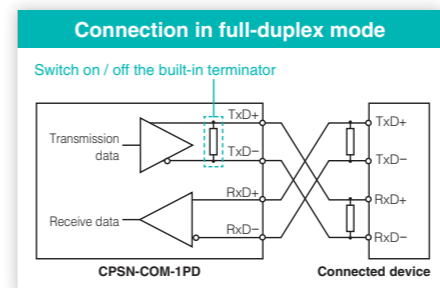 Connection in full-duplex mode
Switch on / off the built-in terminator
Transmission
data
TxD+
TxD−
RxD+
RxD−
Receive data
TxD+
TxD−
RxD+
RxD−
CPSN-COM-1PD
Connected device